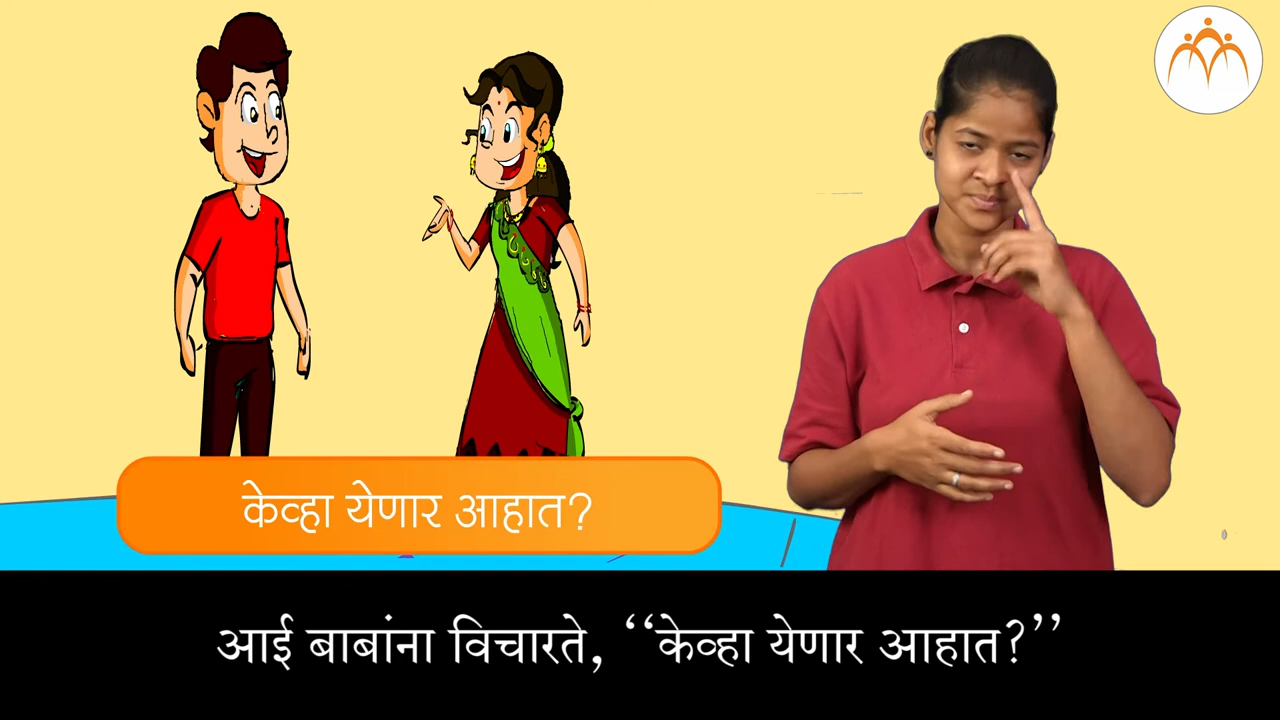 केव्हा येणार आहात?
आई बाबांना विचारते, “केव्हा येणार आहात?”